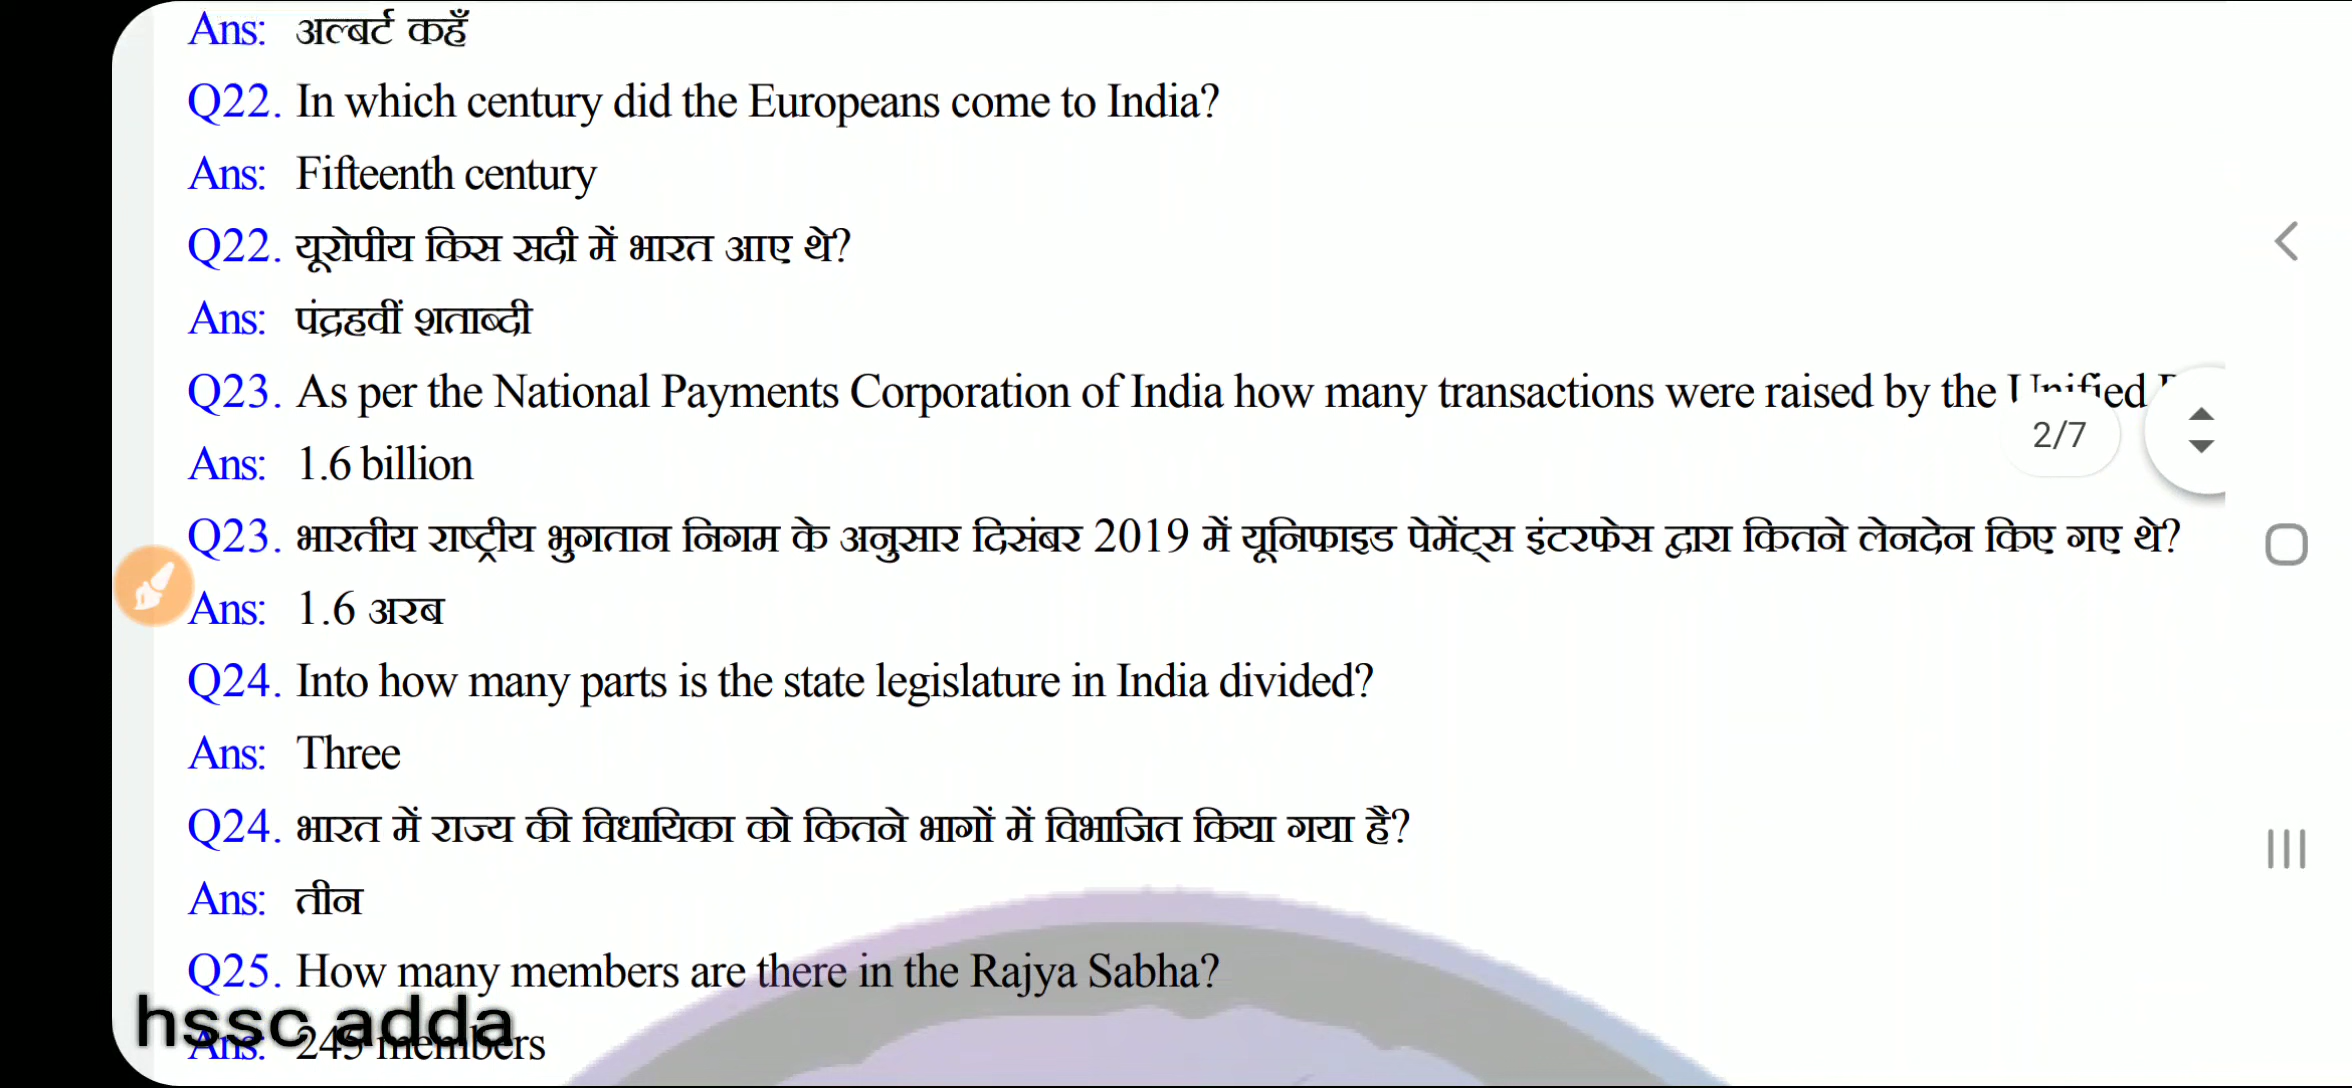 Ans: अल्बर्ट कहँ
Q22. In which century did the Europeans come to India?
Ans: Fifteenth century
Q22. यूरोपीय किस सदी में भारत आए थे?
Ans: पंद्रहवीं शताब्दी
Q23. As per the National Payments Corporation of India how many transactions were raised by the Unified
2/7
Ans: 1.6 billion
Q23. भारतीय राष्ट्रीय भुगतान निगम के अनुसार दिसंबर 2019 में यूनिफाइड पेमेंट्स इंटरफेस द्वारा कितने लेनदेन किए गए थे?
Ans: 1.6 अरब
Q24. Into how many parts is the state legislature in India divided?
Ans: Three
Q24. भारत में राज्य की विधायिका को कितने भागों में विभाजित किया गया है?
Ans: तीन
Q25. How many members are there in the Rajya Sabha?
hssc adda
Ans: 245 members